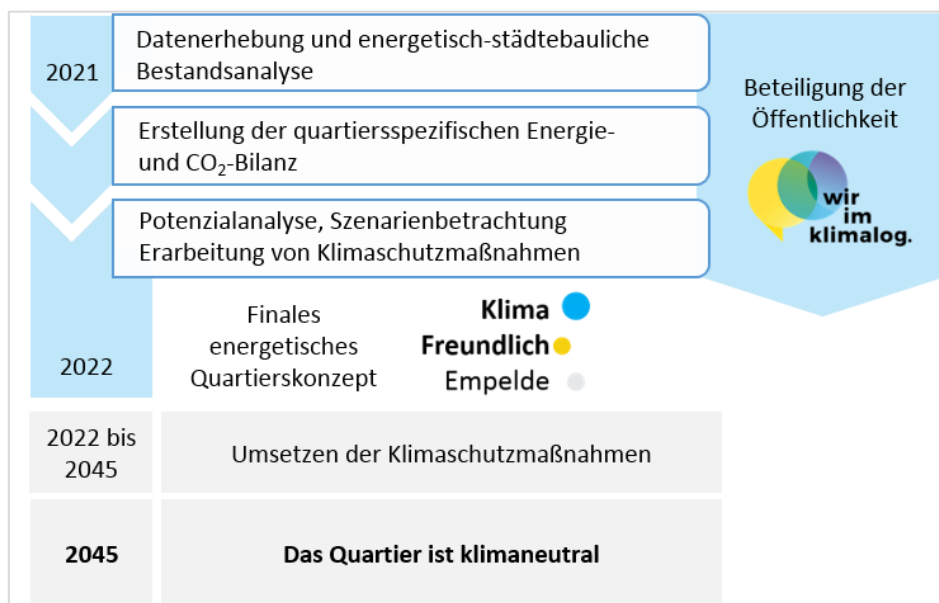 2021
Datenerhebung und energetisch-städtebauliche
Bestandsanalyse
Erstellung der quartiersspezifischen Energie-
und CO₂-Bilanz
Potenzialanalyse, Szenarienbetrachtung
Erarbeitung von Klimaschutzmaßnahmen
Beteiligung der
Öffentlichkeit
wir
im
klimalog.
2022
Finales
energetisches
Quartierskonzept
Klima
Freundlich
Empelde
2022 bis
2045
Umsetzen der Klimaschutzmaßnahmen
2045
Das Quartier ist klimaneutral